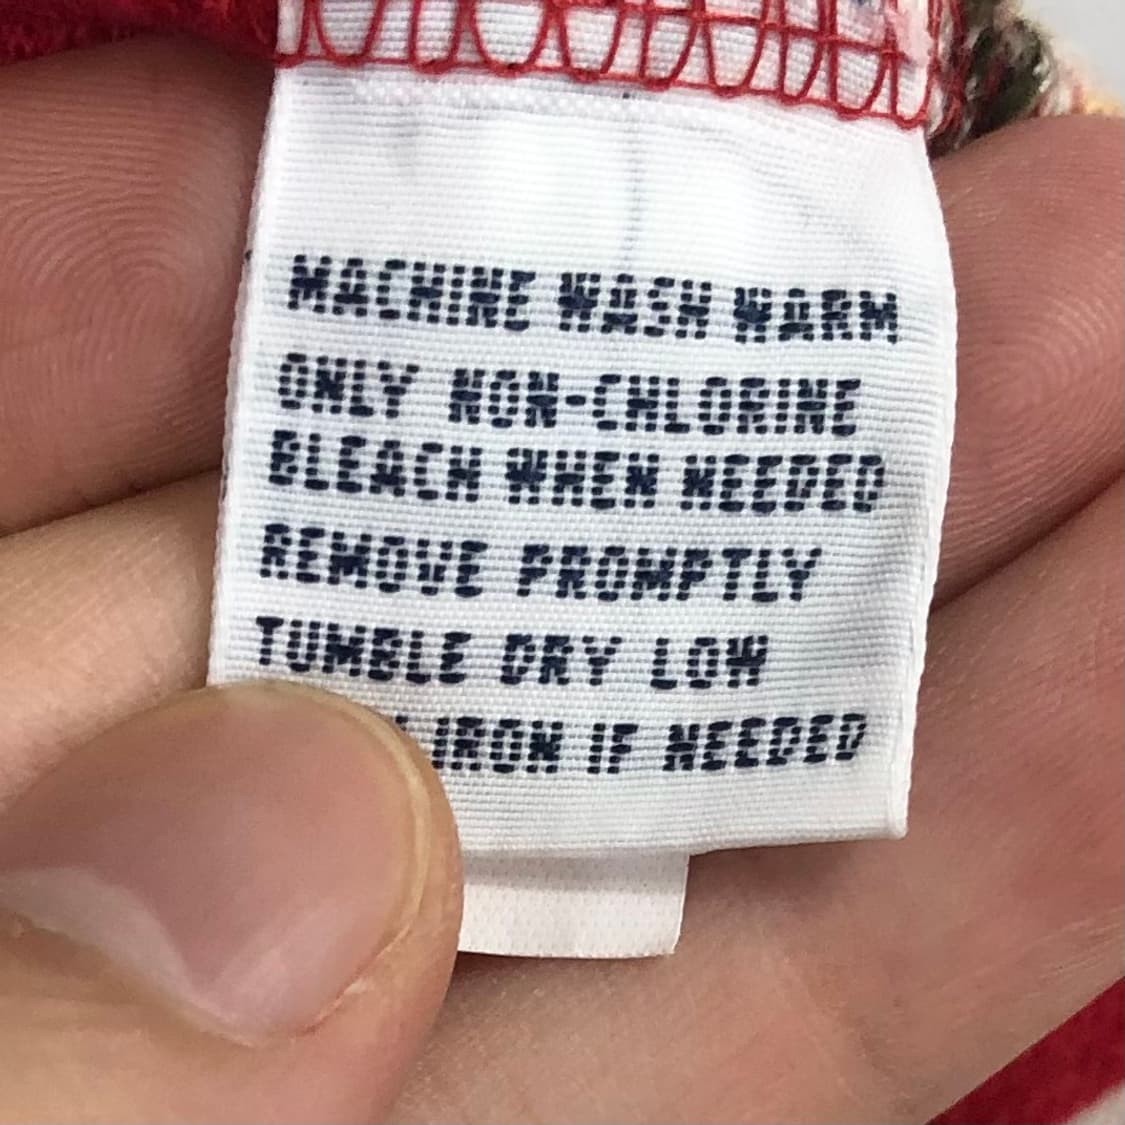 MACHINE WASH WARM
ONLY NON-CHLORINE
BLEACH WHEN NEEDED
REMOVE PROMPTLY
TUMBLE DRY LOW
IRON IF NEEDED